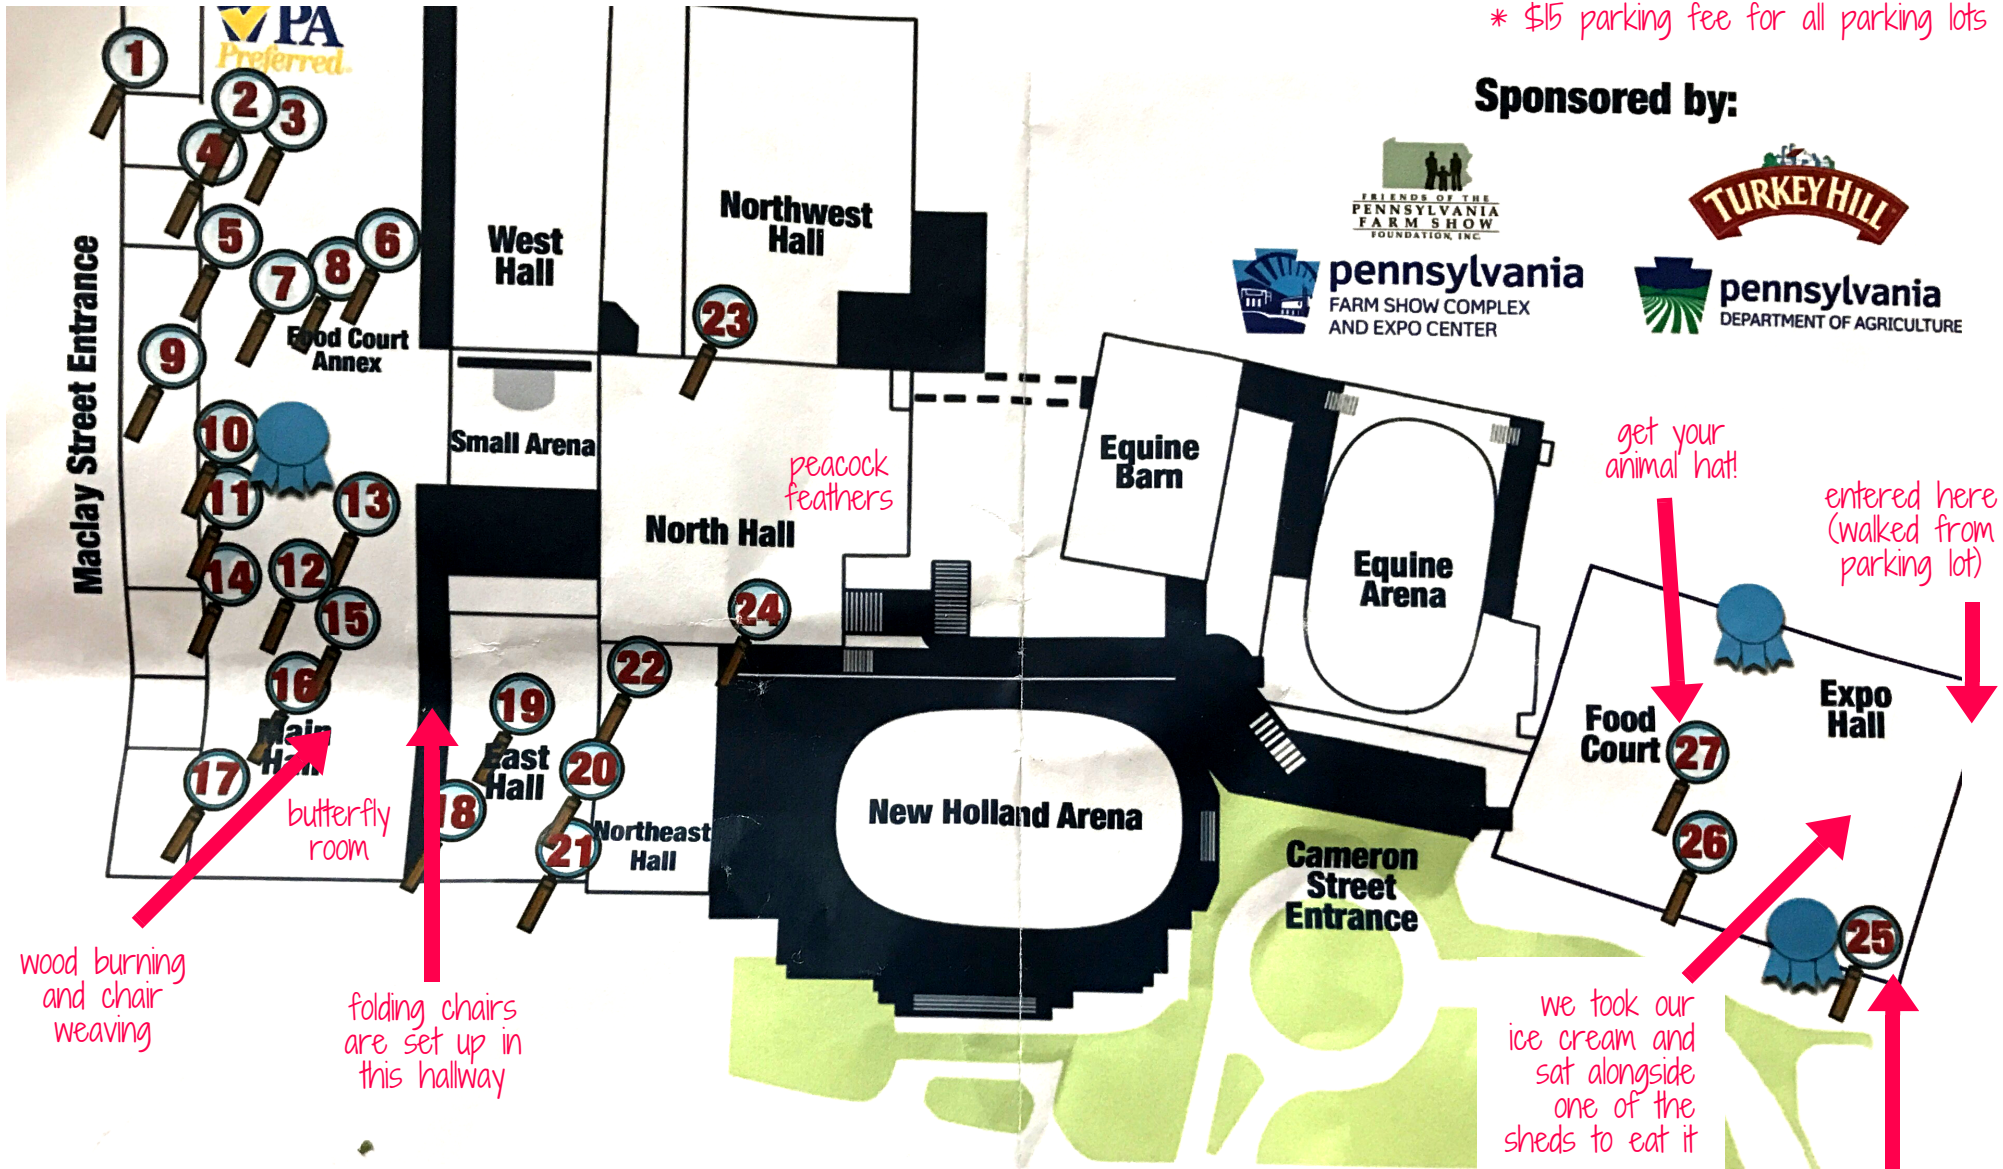 * $15 parking fee for all parking lots
PA
Preferred.
Sponsored by:
FRIENDS OF THE
PENNSYLVANIA
FARM SHOW
FOUNDATION, INC.
TURKEY HILL
pennsylvania
FARM SHOW COMPLEX
AND EXPO CENTER
pennsylvania
DEPARTMENT OF AGRICULTURE
Maclay Street Entrance
1
2
3
4
5
6
7
8
Food Court
Annex
9
10
11
12
13
14
15
16
Main
Hall
17
butterfly
room
wood burning
and chair
weaving
folding chairs
are set up in
this hallway
West
Hall
Northwest
Hall
23
Small Arena
peacock
feathers
North Hall
24
22
19
East
Hall
20
18
21
Northeast
Hall
New Holland Arena
Equine
Barn
Equine
Arena
Cameron
Street
Entrance
get your
animal hat!
entered here
(walked from
parking lot)
Expo
Hall
Food
Court
27
26
25
we took our
ice cream and
sat alongside
one of the
sheds to eat it